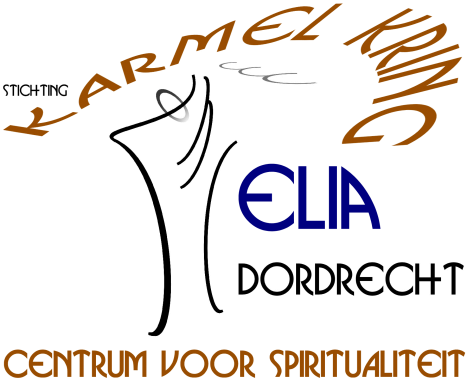 STICHTING
KARMEL KRING
ELIA
DORDRECHT
CENTRUM VOOR SPIRITUALITEIT